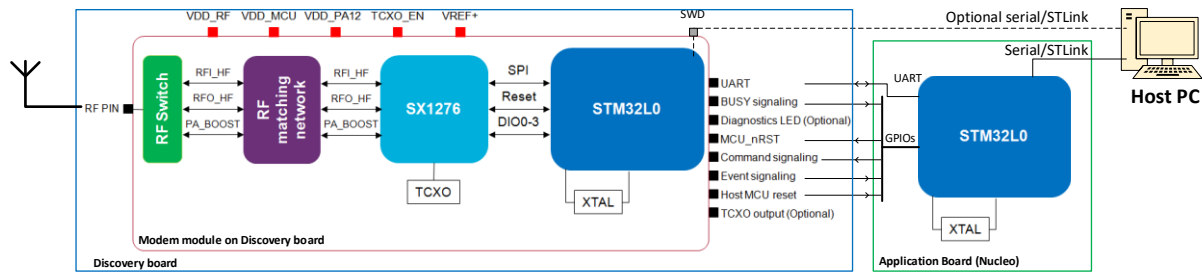 VDD_RF VDD_MCU VDD_PA12 TCXO_EN VREF+
SWD
Optional serial/STLink
Serial/STLink
Host PC
RF PIN
RF Switch
RFI_HF
RFO_HF
PA_BOOST
RF
matching
network
RFI_HF
RFO_HF
PA_BOOST
SX1276
TCXO
SPI
Reset
DIO0-3
STM32L0
XTAL
UART
BUSY signaling
Diagnostics LED (Optional)
MCU_nRST
Command signaling
Event signaling
Host MCU reset
TCXO output (Optional)
UART
GPIOs
STM32L0
XTAL
Modem module on Discovery board
Discovery board
Application Board (Nucleo)